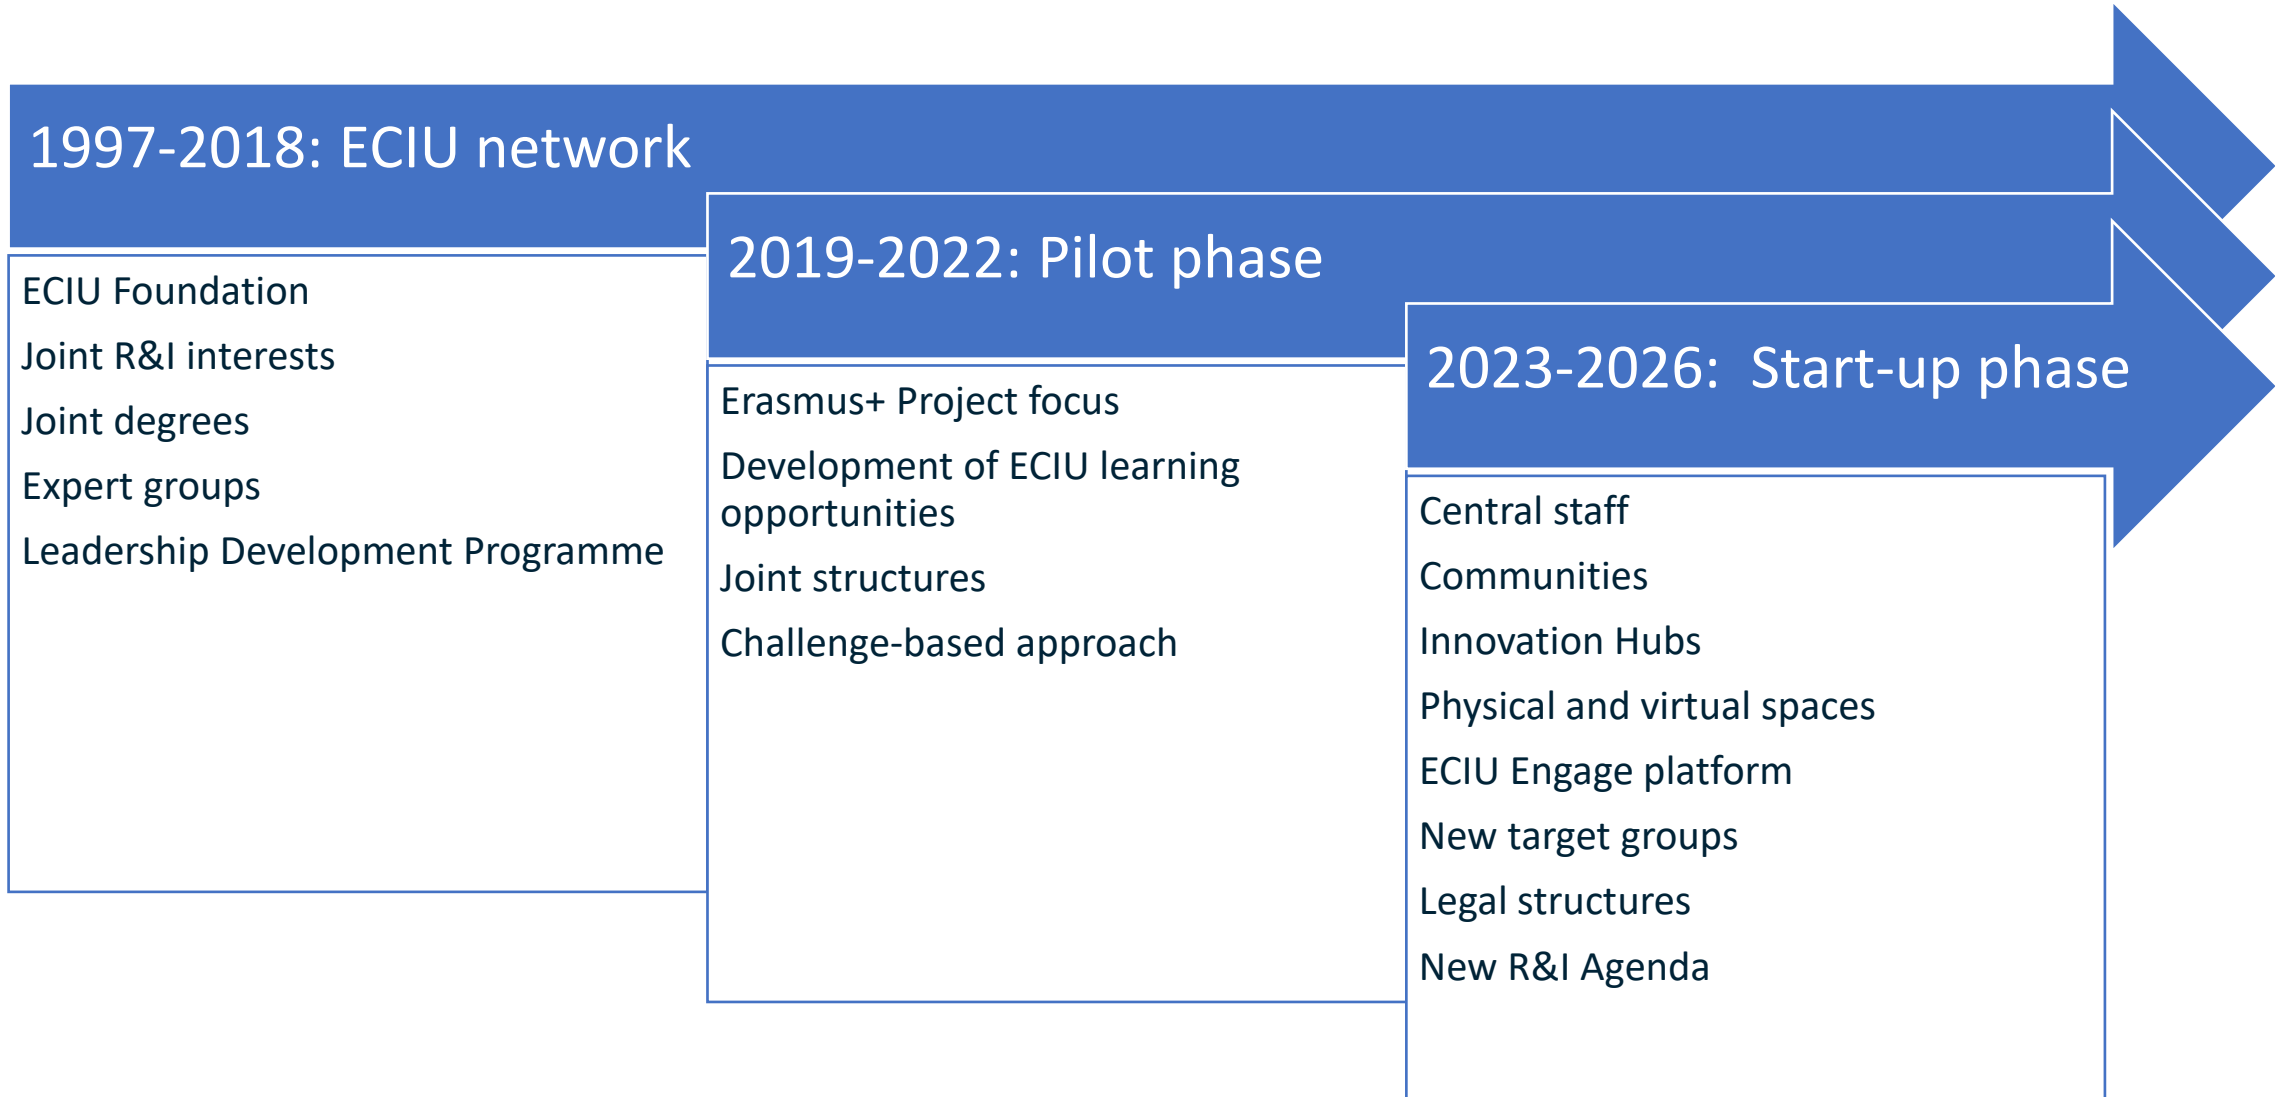 1997-2018: ECIU network
ECIU Foundation
Joint R&I interests
Joint degrees
Expert groups
Leadership Development Programme
2019-2022: Pilot phase
Erasmus+ Project focus
Development of ECIU learning
opportunities
Joint structures
Challenge-based approach
2023-2026:  Start-up phase
Central staff
Communities
Innovation Hubs
Physical and virtual spaces
ECIU Engage platform
New target groups
Legal structures
New R&I Agenda